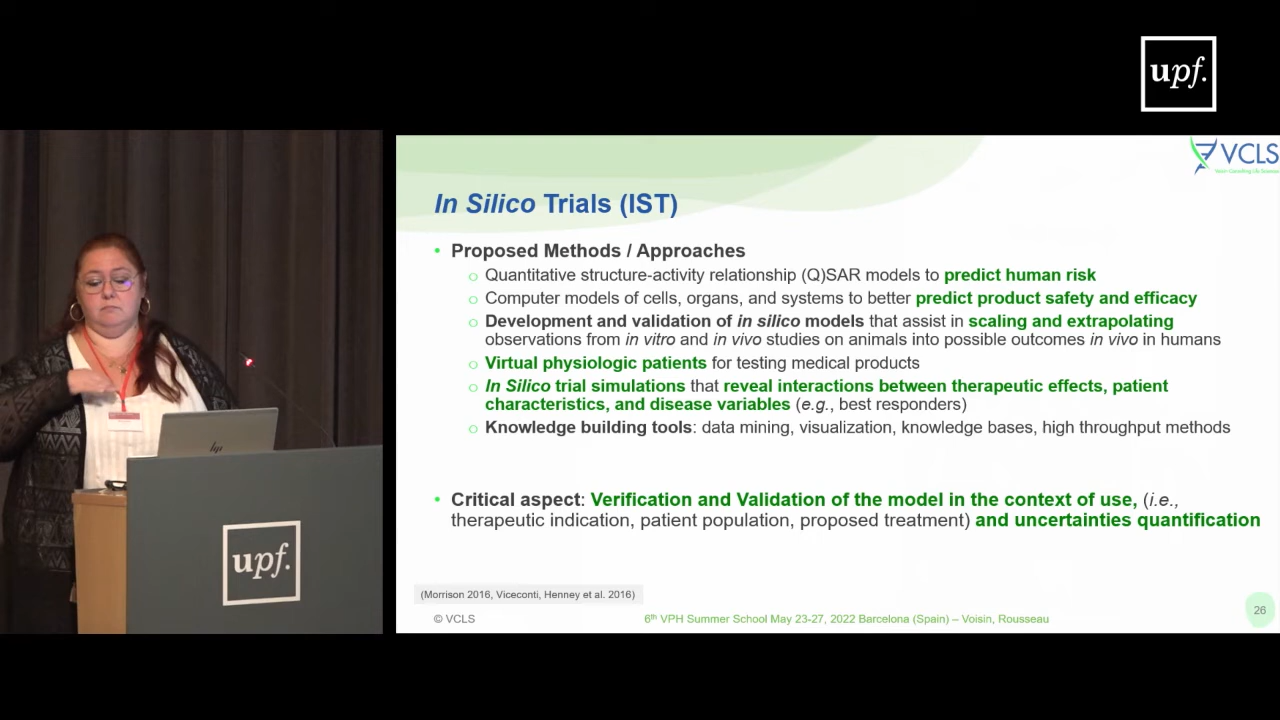 upf.
VCLS
In Silico Trials (IST)
• Proposed Methods / Approaches
o Quantitative structure-activity relationship (Q)SAR models to predict human risk
o Computer models of cells, organs, and systems to better predict product safety and efficacy
o Development and validation of in silico models that assist in scaling and extrapolating
observations from in vitro and in vivo studies on animals into possible outcomes in vivo in humans
o Virtual physiologic patients for testing medical products
o In Silico trial simulations that reveal interactions between therapeutic effects, patient
characteristics, and disease variables (e.g., best responders)
o Knowledge building tools: data mining, visualization, knowledge bases, high throughput methods
• Critical aspect: Verification and Validation of the model in the context of use, (i.e.,
therapeutic indication, patient population, proposed treatment) and uncertainties quantification
(Morrison 2016, Viceconti, Henney et al. 2016)
© VCLS
6th VPH Summer School May 23-27, 2022 Barcelona (Spain) – Voisin, Rousseau
26
hp
upf.